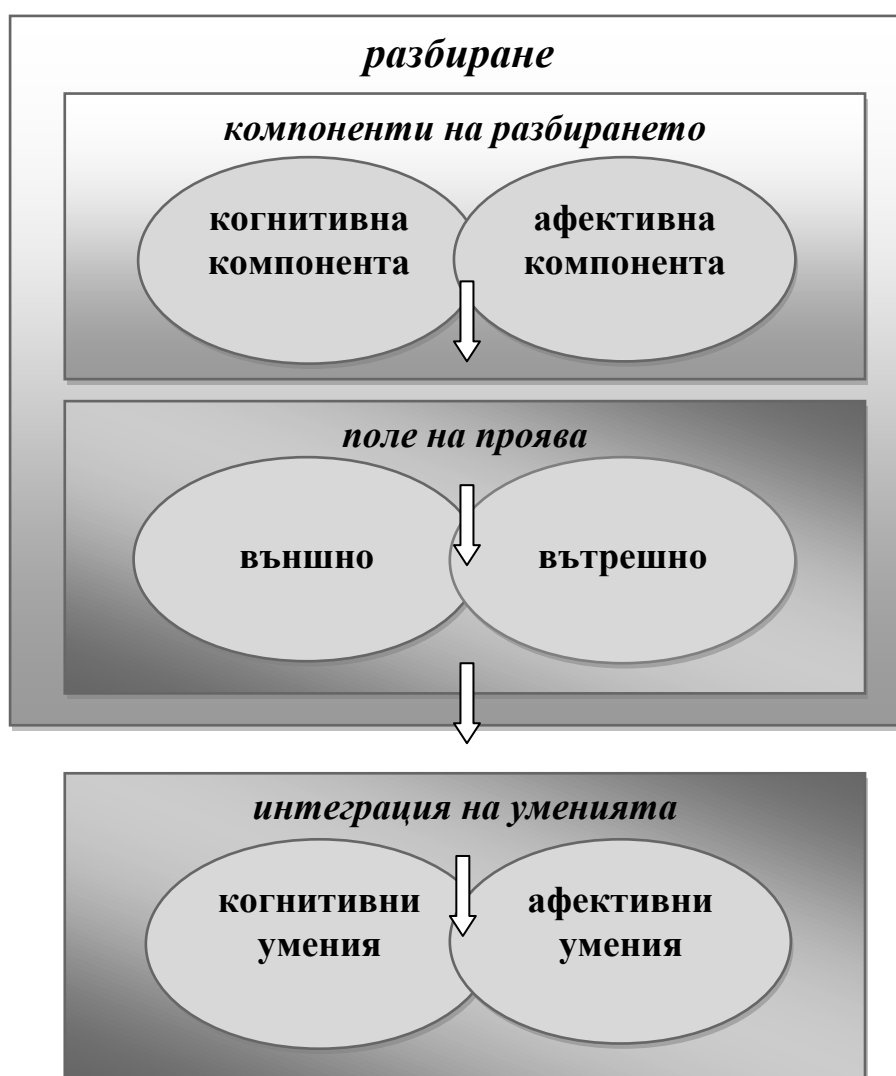 разбиране
компоненти на разбирането
когнитивна афективна
компонента компонента
поле на проява
външно вътрешно
интеграция на уменията
когнитивни афективни
умения умения